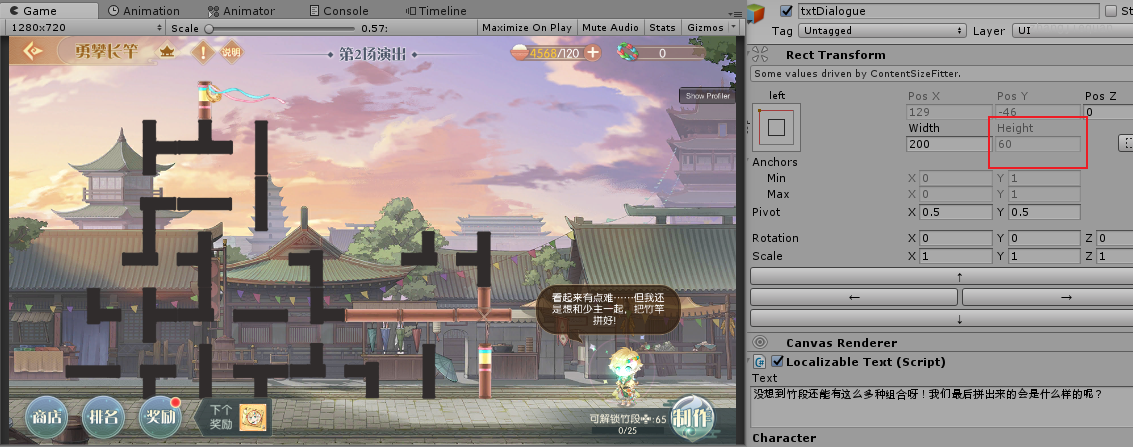 Game
Animation
Animator
Console
Timeline
1280x720
Scale
0.57:
Maximize On Play
Mute Audio
Stats
Gizmos
勇攀长竿
!
说明
第2场演出
4568/120
+
0
Show Profiler
看起来有点难……但我还
是想和少主一起，把竹竿
拼好!
商店
排名
奖励
下个
奖励
可解锁竹段
:65
0/25
制作
txtDialogue
St
Tag
Untagged
Layer
UI
Rect Transform
Some values driven by ContentSizeFitter.
left
Pos X
Pos Y
Pos Z
129
-46
0
Width
Height
200
60
Anchors
Min
X 0
Y 1
Max
X 0
Y 1
Pivot
X 0.5
Y 0.5
Rotation
X 0
Y 0
Z 0
Scale
X 1
Y 1
Z 1
↑
←
→
↓
Canvas Renderer
C#
Localizable Text (Script)
Text
没想到竹段还能有这么多种组合呀！我们最后拼出来的会是什么样的呢？
Character